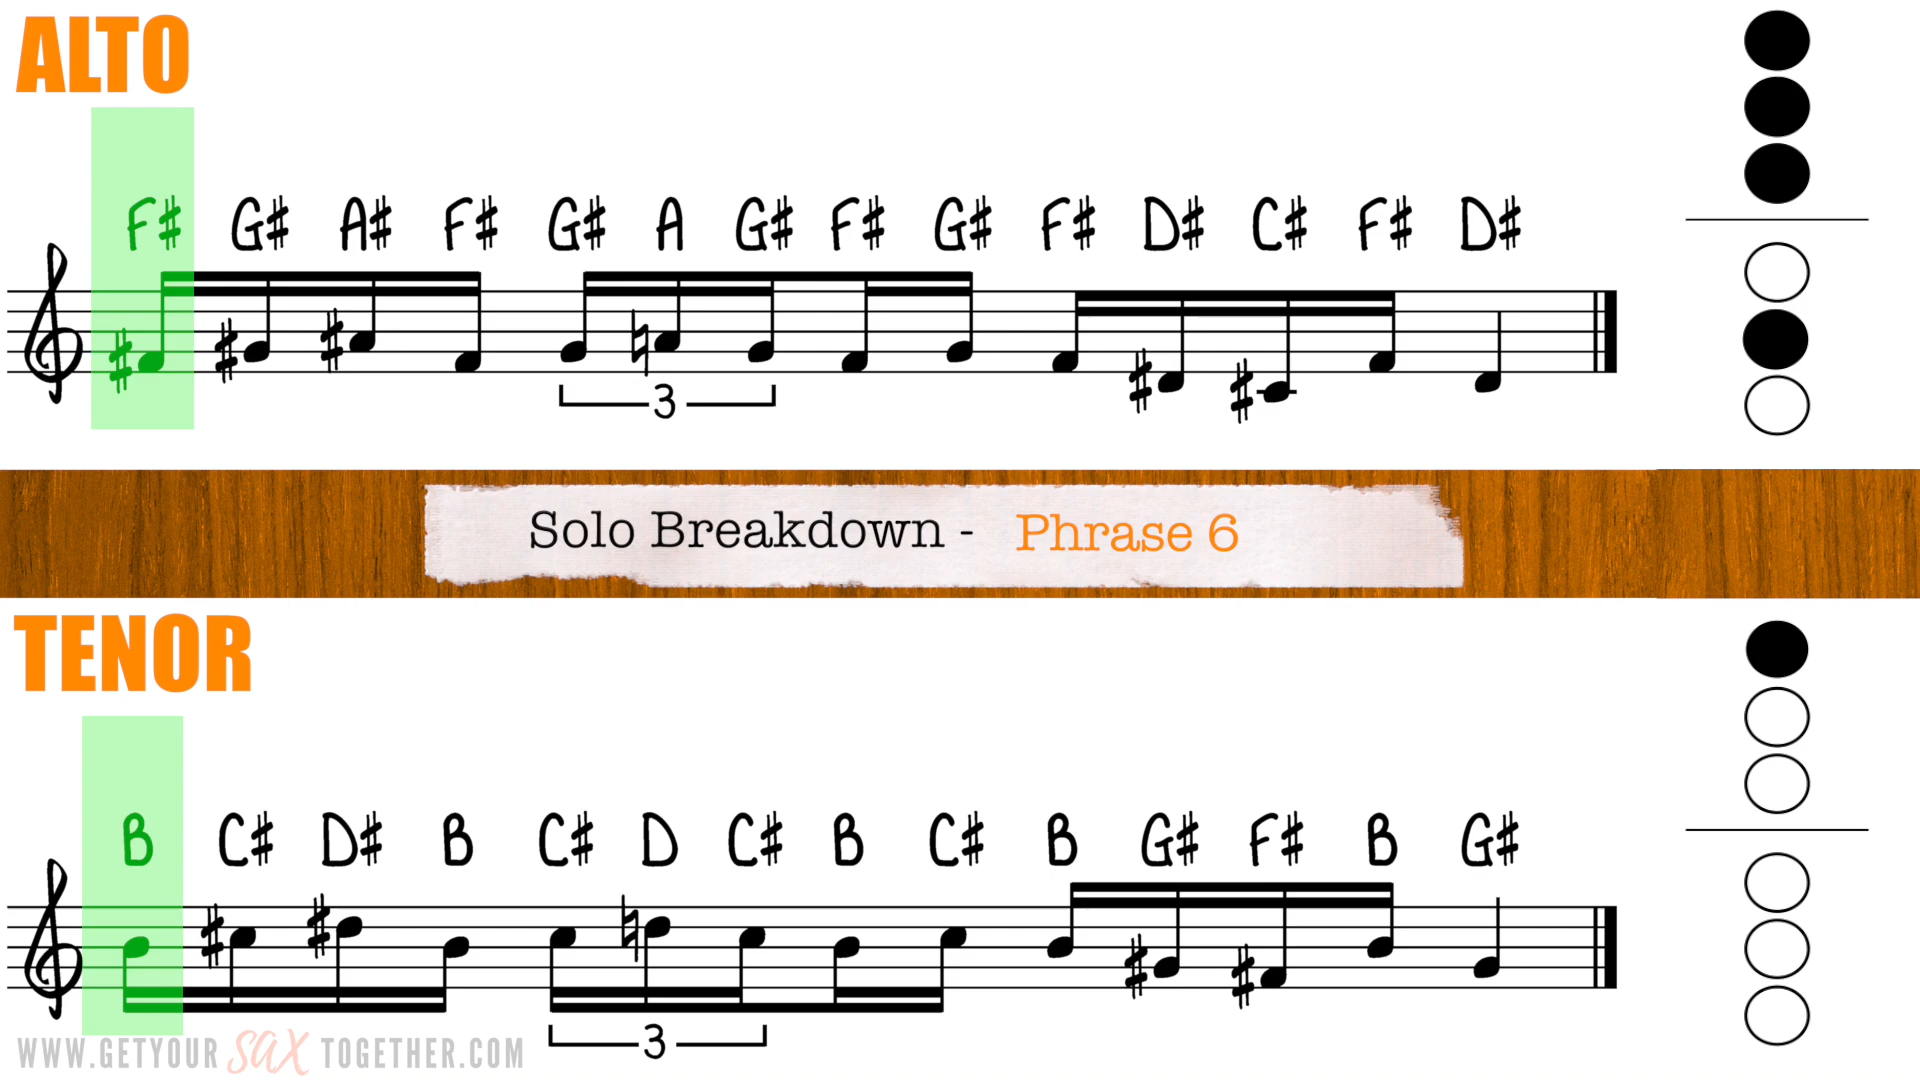 ALTO
F♯ G♯ A♯ F♯ G♯ A G♯ F♯ G♯ F♯ D♯ C♯ F♯ D♯
3
Solo Breakdown - Phrase 6
TENOR
B C♯ D♯ B C♯ D C♯ B C♯ B G♯ F♯ B G♯
3
WWW.GETYOUR SAX TOGETHER.COM